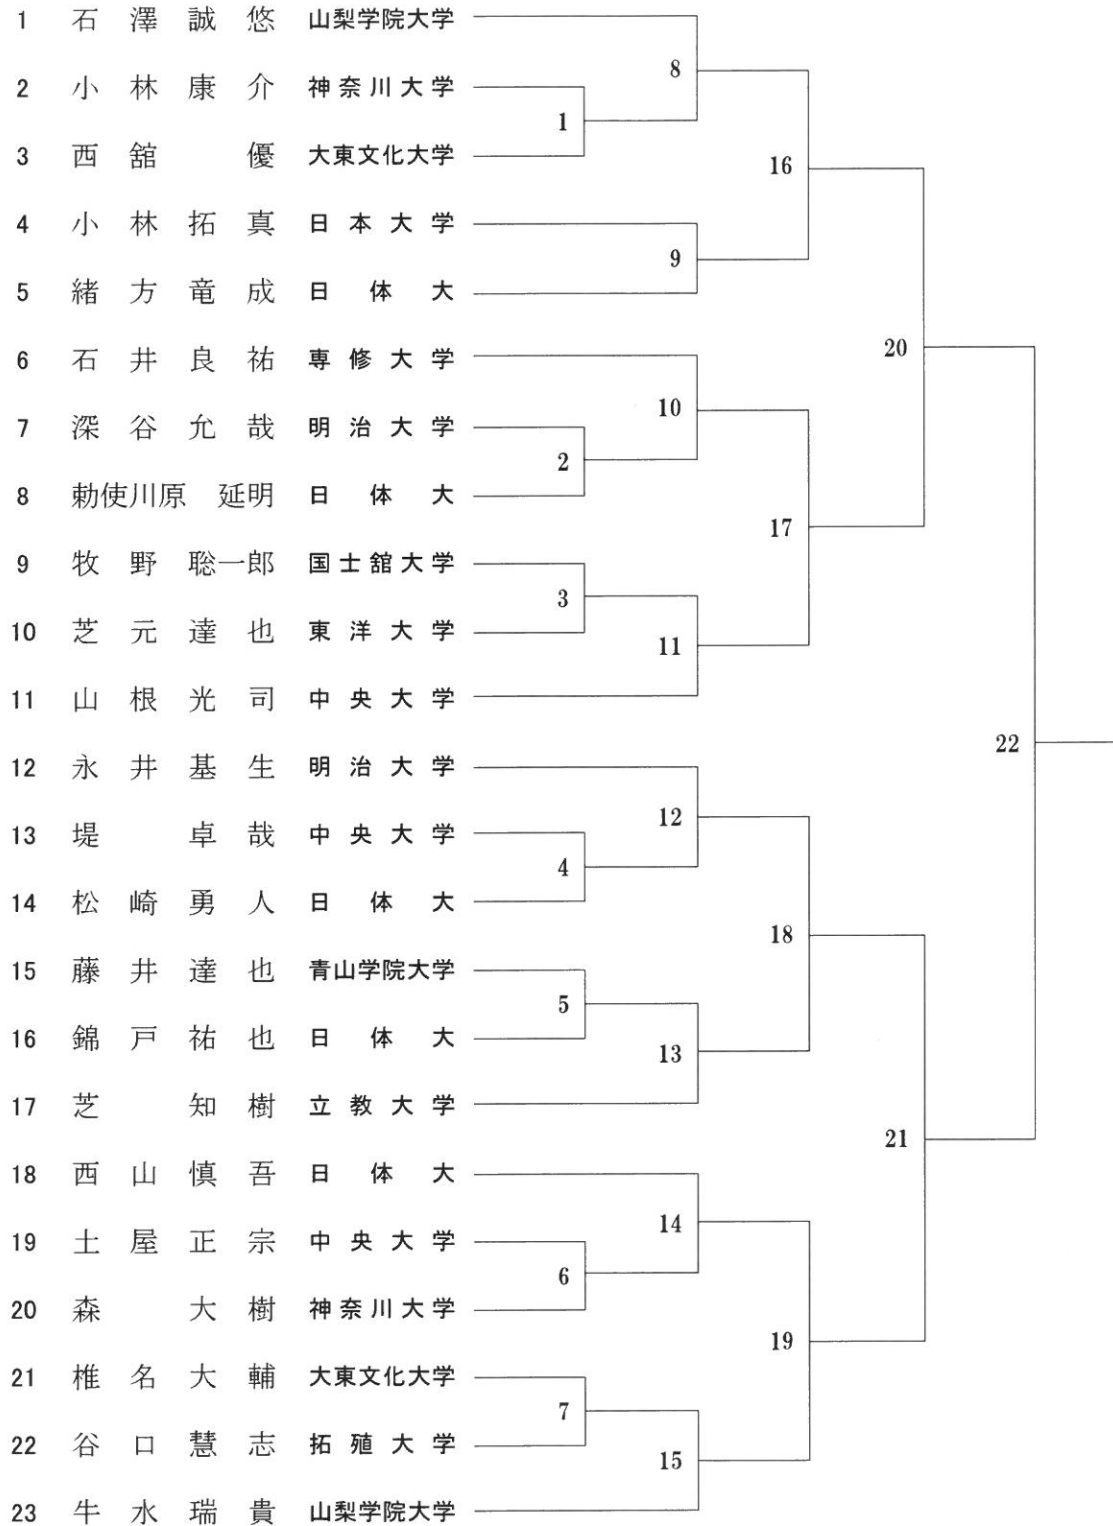 1 石澤誠悠 山梨学院大学
8
2 小林康介 神奈川大学
1
3 西舘優 大東文化大学
16
4 小林拓真 日本大学
9
5 緒方竜成 日体大
6 石井良祐 専修大学
20
10
7 深谷允哉 明治大学
2
8 勅使川原延明 日体大
17
9 牧野聡一郎 国士舘大学
3
10 芝元達也 東洋大学
11
11 山根光司 中央大学
22
12 永井基生 明治大学
12
13 堤卓哉 中央大学
4
14 松崎勇人 日体大
18
15 藤井達也 青山学院大学
5
16 錦戸祐也 日体大
13
17 芝知樹 立教大学
21
18 西山慎吾 日体大
14
19 土屋正宗 中央大学
6
20 森大樹 神奈川大学
19
21 椎名大輔 大東文化大学
7
22 谷口慧志 拓殖大学
15
23 牛水瑞貴 山梨学院大学